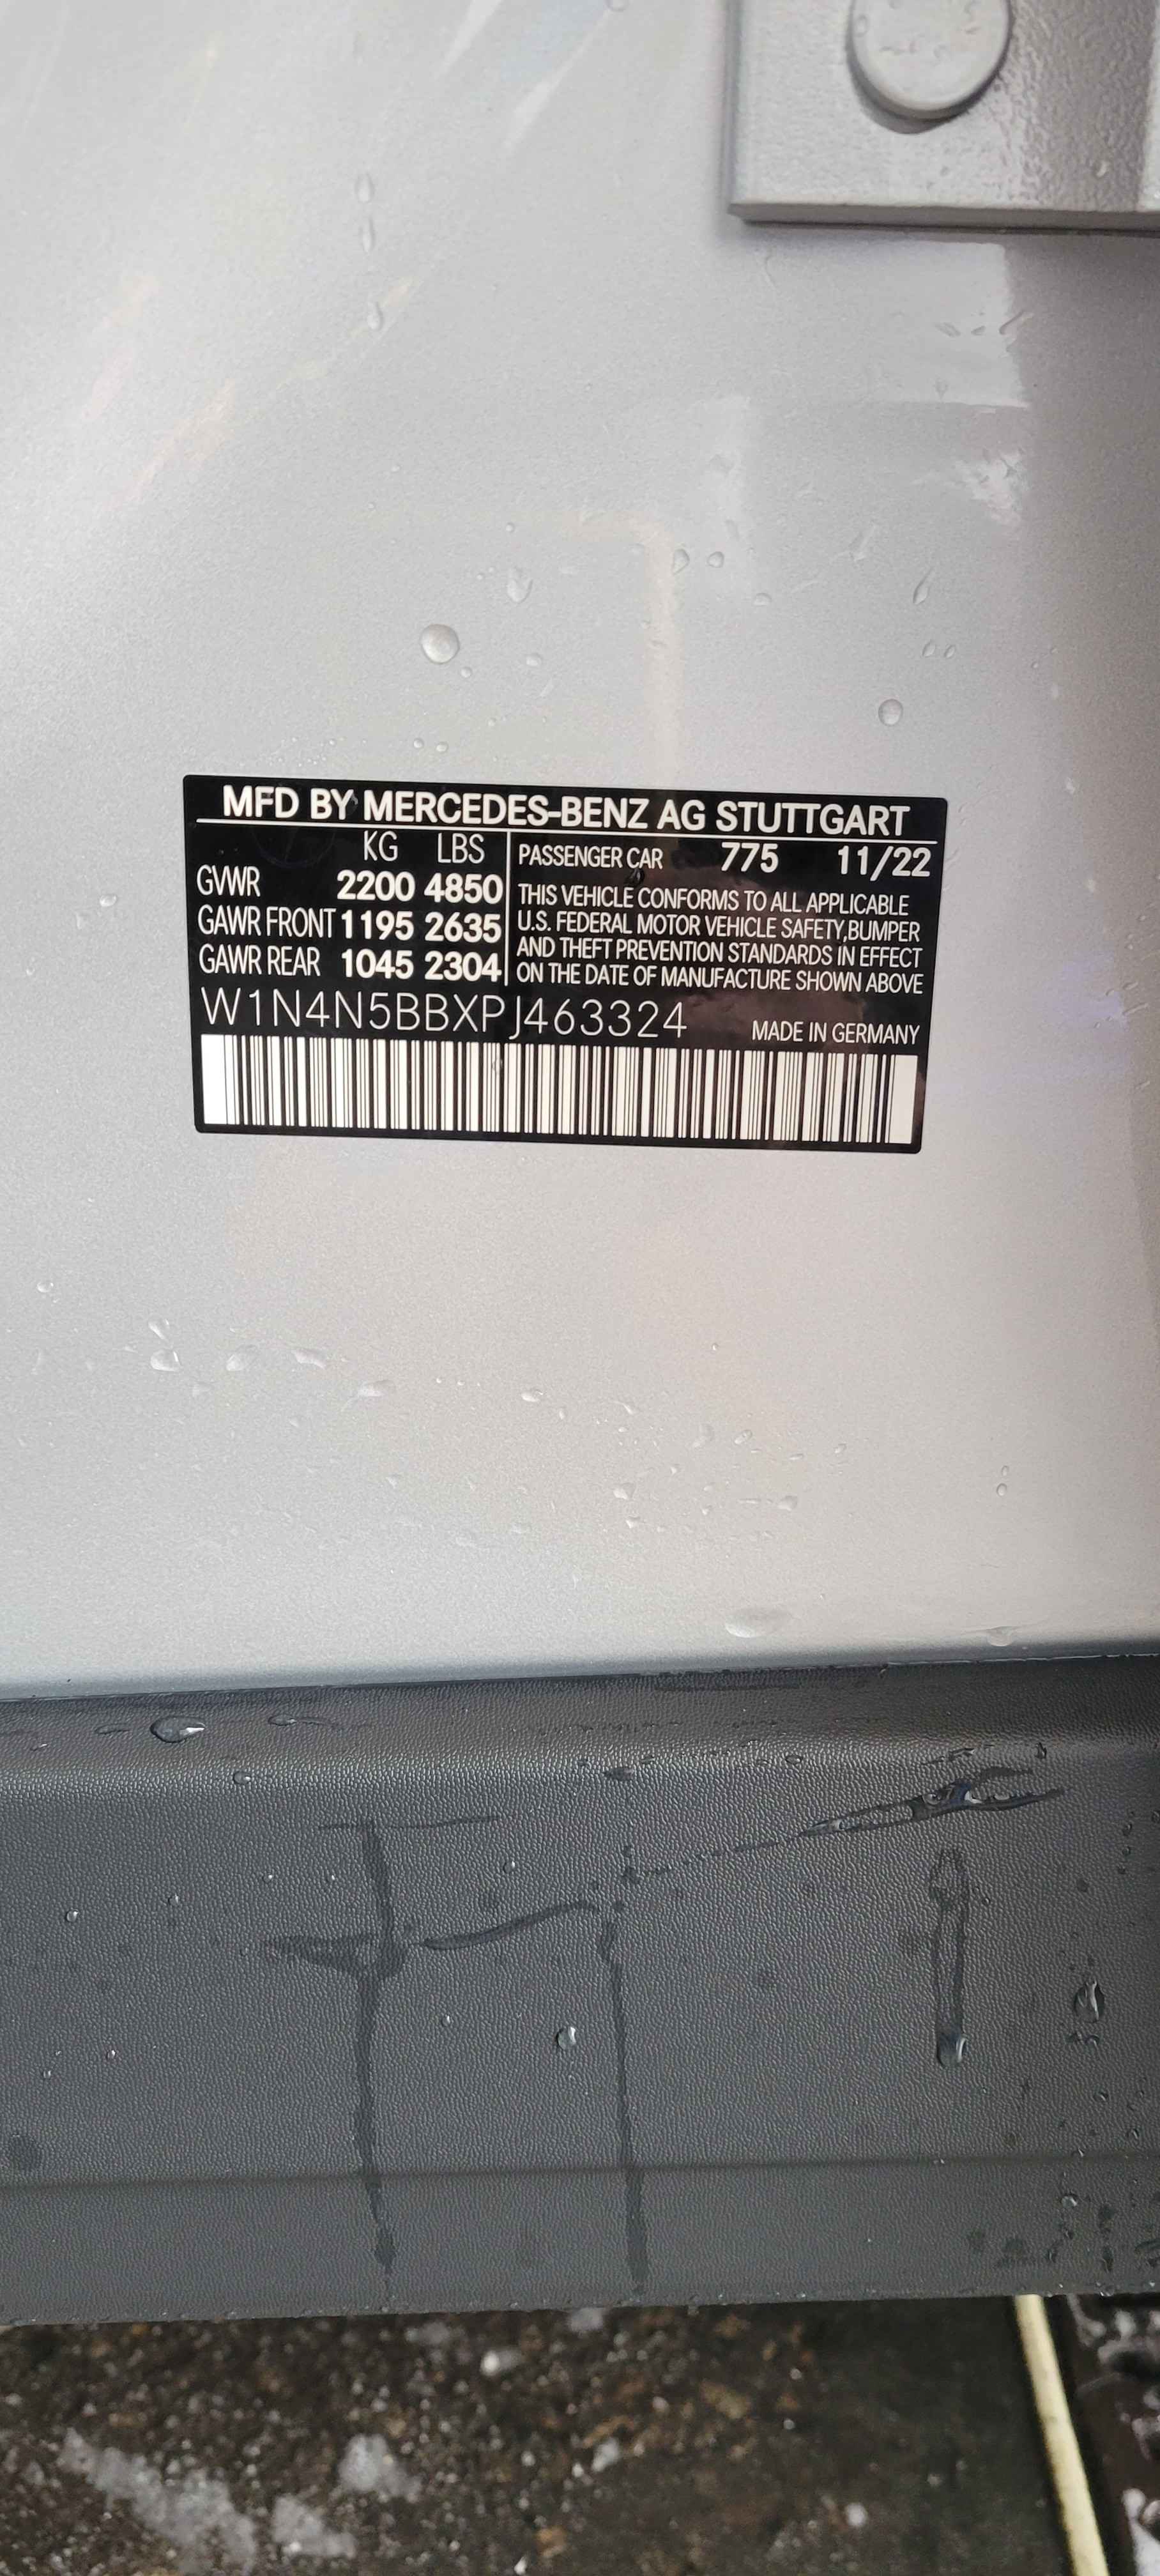 MFD BY MERCEDES-BENZ AG STUTTGART
KG LBS
GVWR 2200 4850
GAWR FRONT 1195 2635
GAWR REAR 1045 2304
PASSENGER CAR 775 11/22
THIS VEHICLE CONFORMS TO ALL APPLICABLE
U.S. FEDERAL MOTOR VEHICLE SAFETY,BUMPER
AND THEFT PREVENTION STANDARDS IN EFFECT
ON THE DATE OF MANUFACTURE SHOWN ABOVE
W1N4N5BBXPJ463324
MADE IN GERMANY